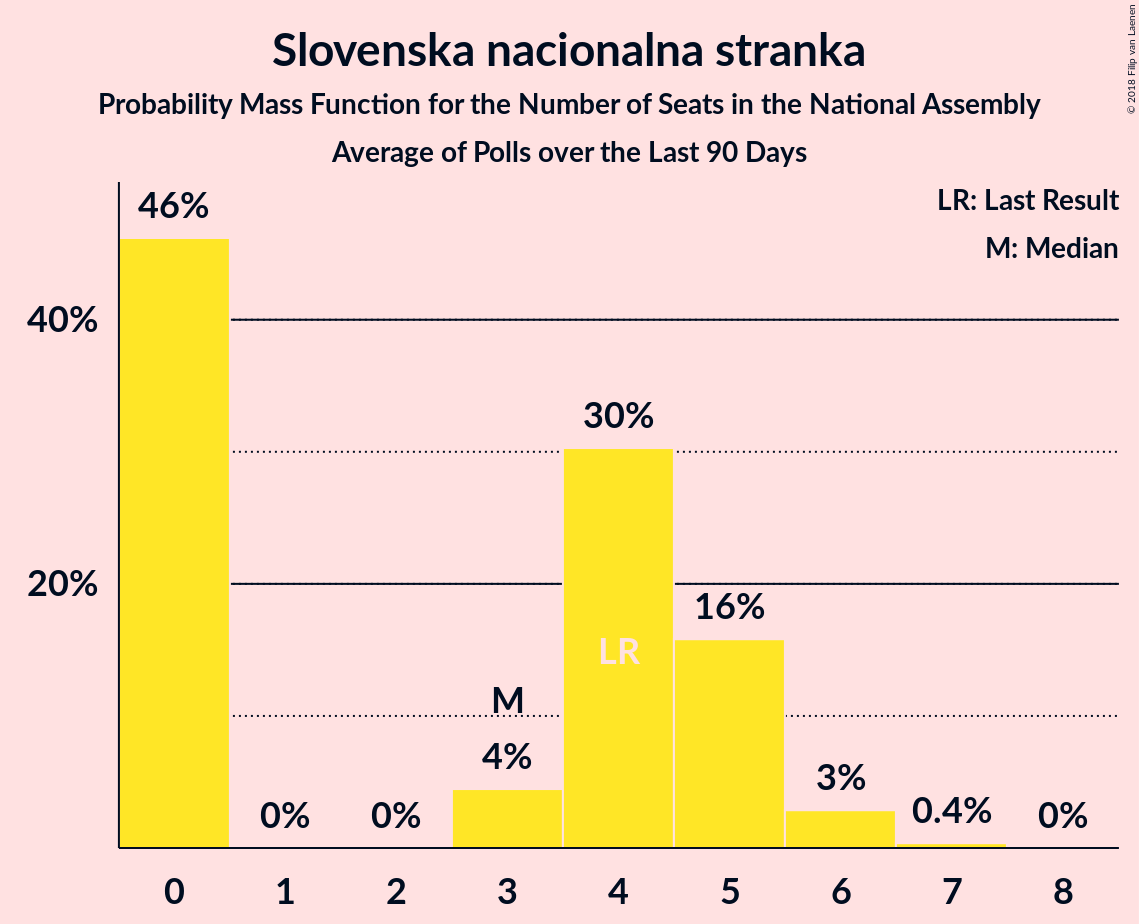 Slovenska nacionalna stranka
Probability Mass Function for the Number of Seats in the National Assembly
Average of Polls over the Last 90 Days
© 2018 Filip van Laenen
LR: Last Result
M: Median
46%
40%
30%
20%
16%
LR
M
4%
3%
0% 0% 0.4% 0%
0 1 2 3 4 5 6 7 8